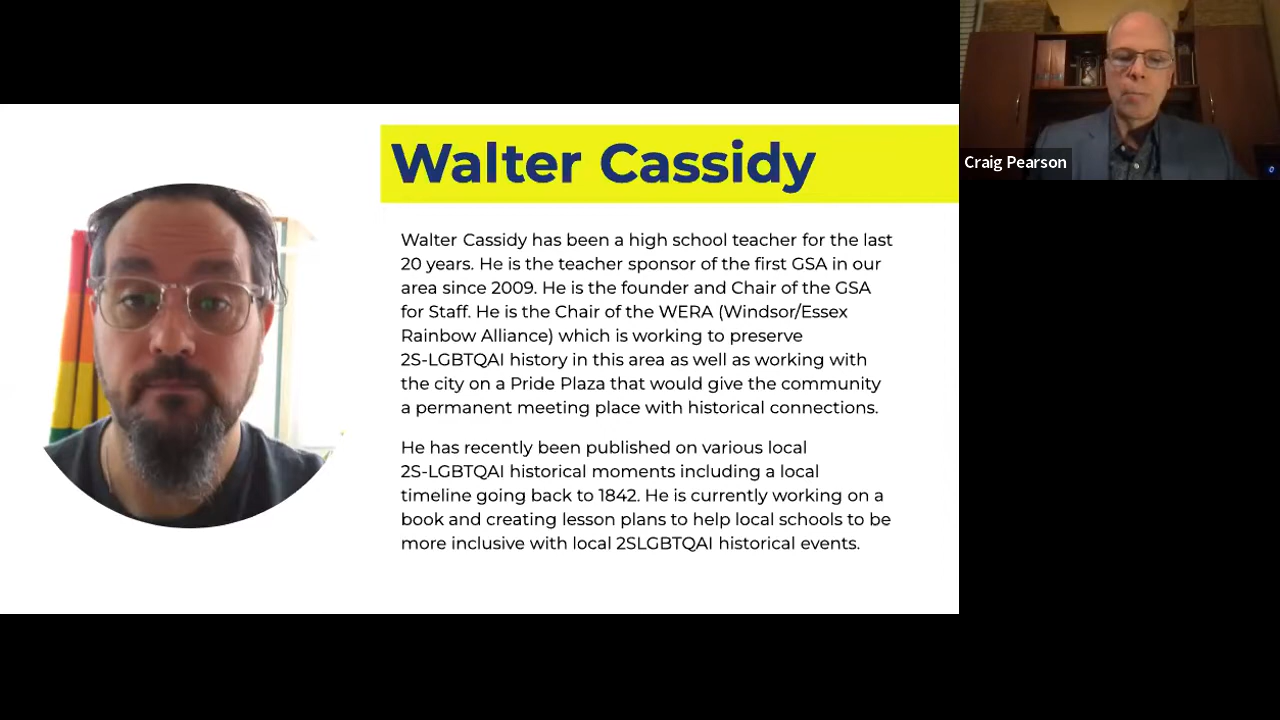 Walter Cassidy
Walter Cassidy has been a high school teacher for the last
20 years. He is the teacher sponsor of the first GSA in our
area since 2009. He is the founder and Chair of the GSA
for Staff. He is the Chair of the WERA (Windsor/Essex
Rainbow Alliance) which is working to preserve
2S-LGBTQAI history in this area as well as working with
the city on a Pride Plaza that would give the community
a permanent meeting place with historical connections.
He has recently been published on various local
2S-LGBTQAI historical moments including a local
timeline going back to 1842. He is currently working on a
book and creating lesson plans to help local schools to be
more inclusive with local 2SLGBTQAI historical events.
Craig Pearson